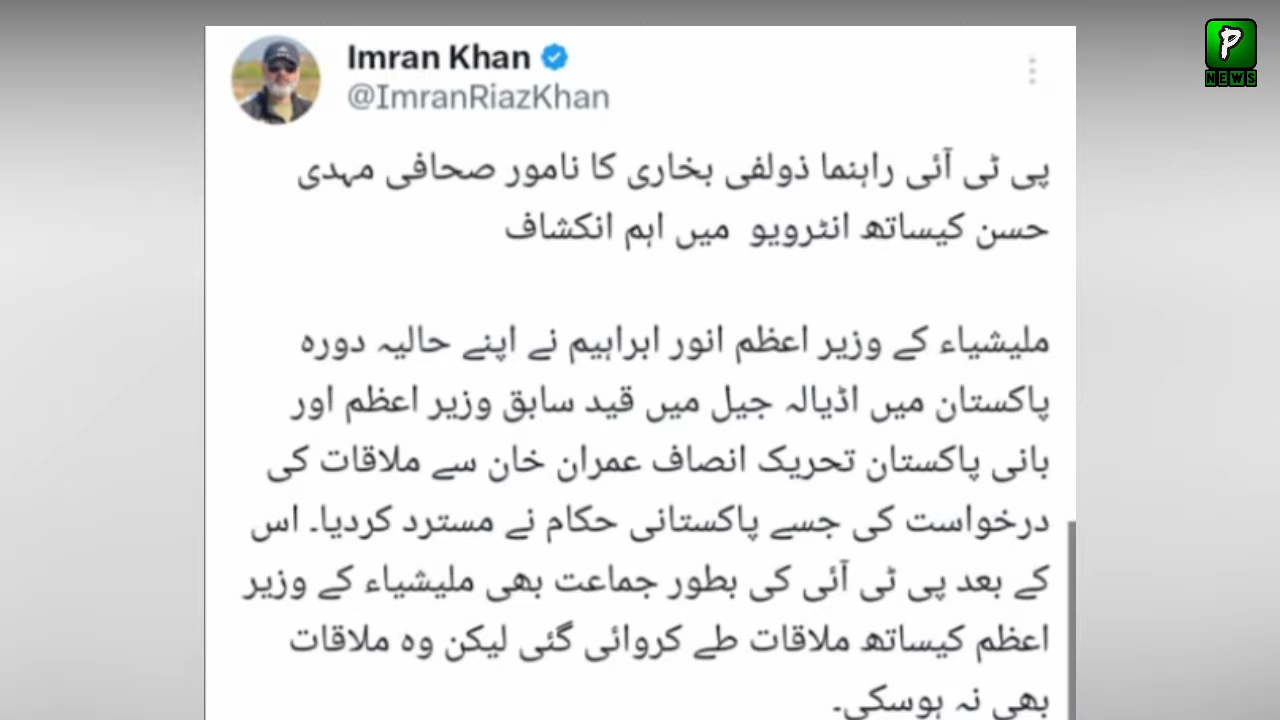 Imran Khan
@ImranRiazKhan
P
NEWS
پی ٹی آئی راہنما ذولفی بخاری کا نامور صحافی مہدی
حسن کیساتھ انٹرویو میں اہم انکشاف
ملیشیاء کے وزیر اعظم انور ابراہیم نے اپنے حالیہ دورہ
پاکستان میں اڈیالہ جیل میں قید سابق وزیر اعظم اور
بانی پاکستان تحریک انصاف عمران خان سے ملاقات کی
درخواست کی جسے پاکستانی حکام نے مسترد کردیا۔ اس
کے بعد پی ٹی آئی کی بطور جماعت بھی ملیشیاء کے وزیر
اعظم کیساتھ ملاقات طے کروائی گئی لیکن وہ ملاقات
بھی نہ ہوسکی۔